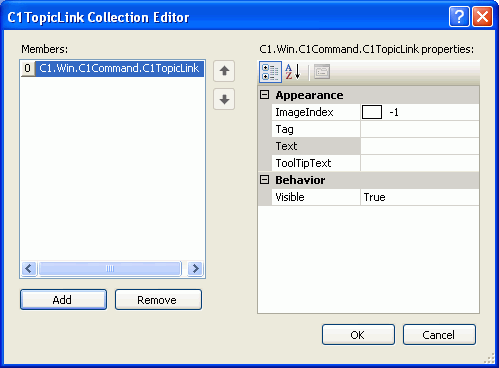 C1TopicLink Collection Editor
Members:
0 C1.Win.C1Command.C1TopicLink
Add
Remove
C1.Win.C1Command.C1TopicLink properties:
Appearance
ImageIndex -1
Tag
Text
ToolTipText
Behavior
Visible True
OK
Cancel